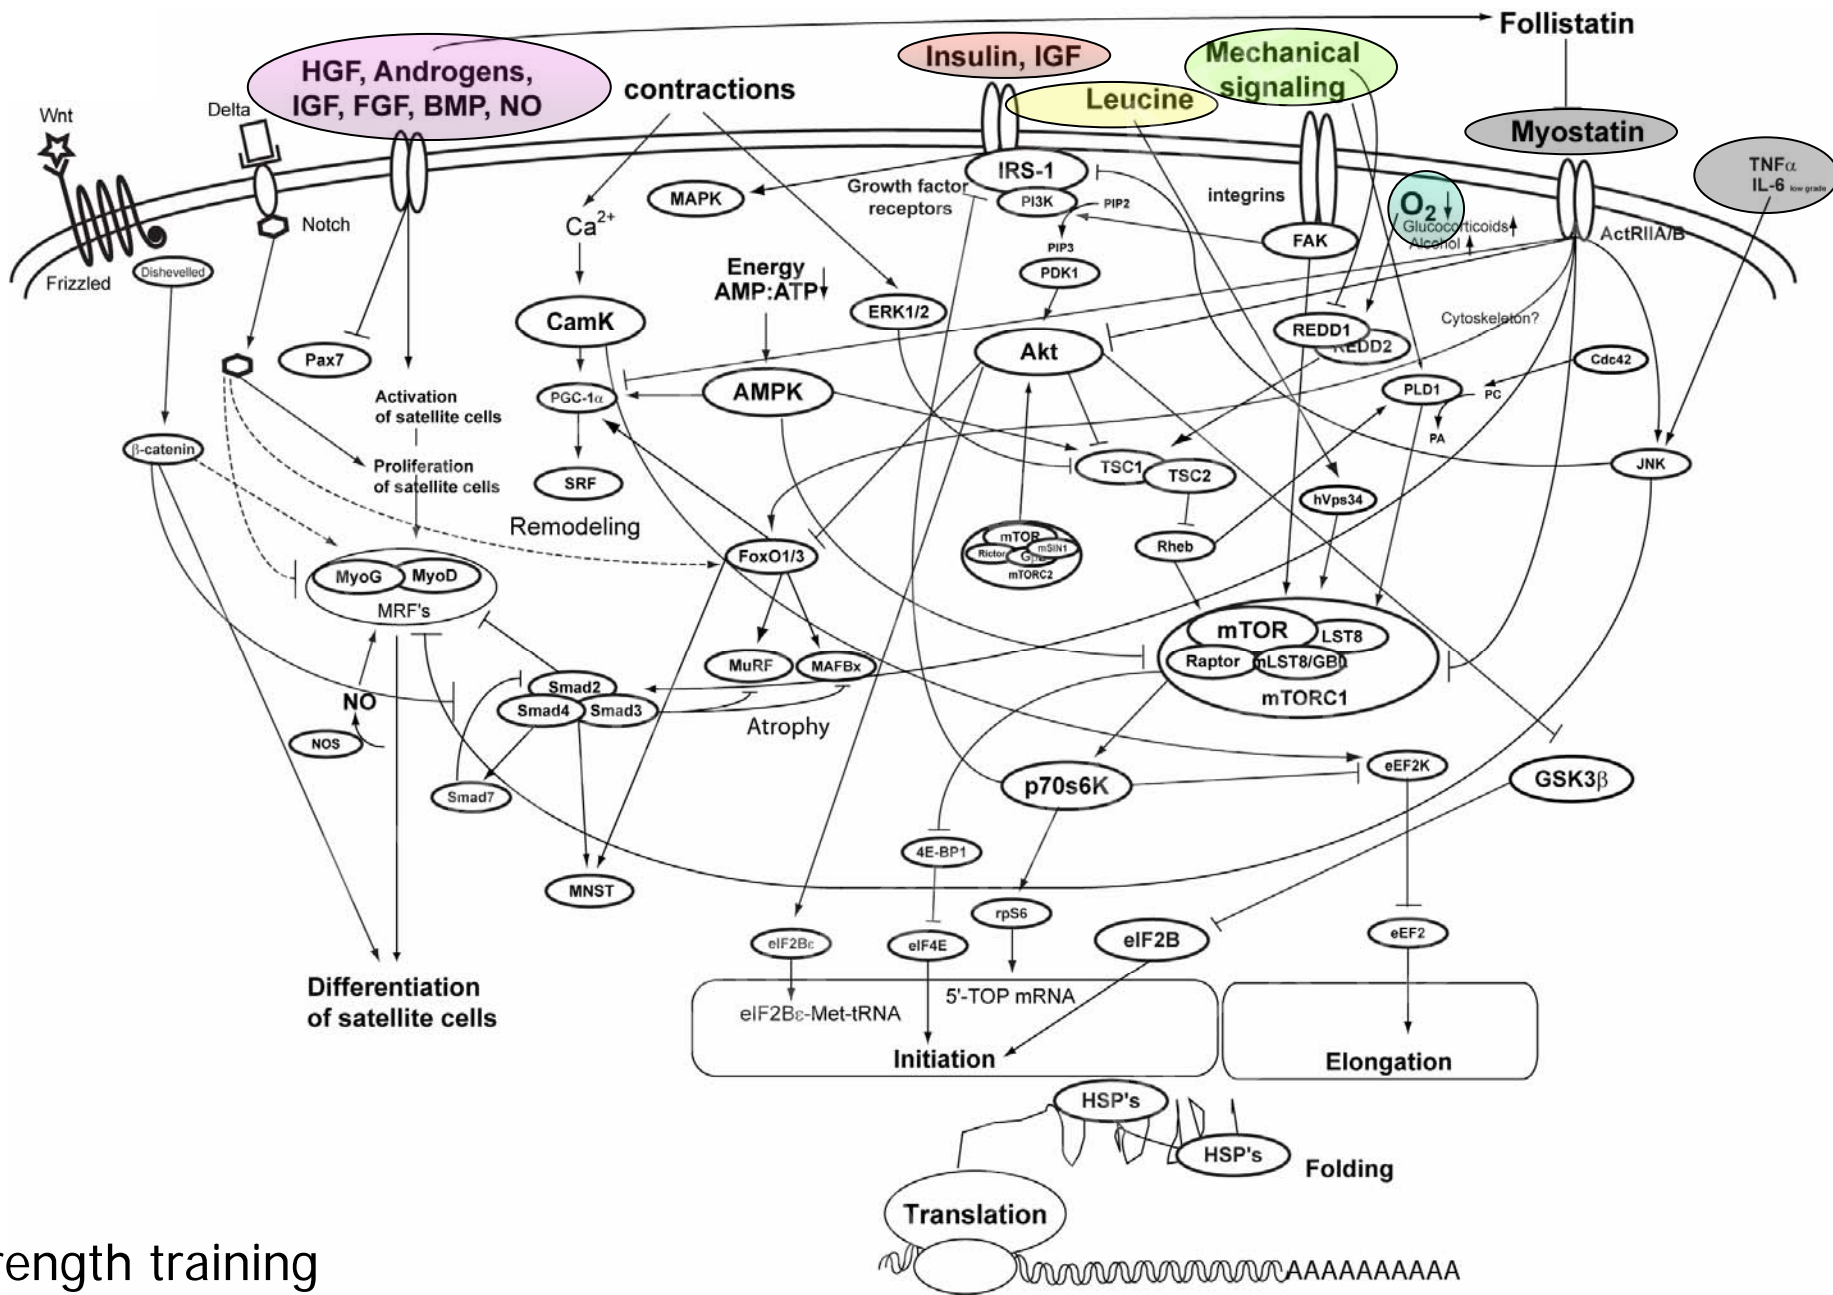 Follistatin
HGF, Androgens,
IGF, FGF, BMP, NO
Insulin, IGF
Mechanical
signaling
contractions
Leucine
Wnt
Delta
Myostatin
TNFα
IL-6 low grade
IRS-1
MAPK
Growth factor
receptors
PI3K
PIP2
integrins
O2
Glucocorticoids
Alcohol
ActRIIA/B
Notch
Ca2+
FAK
PIP3
Frizzled
Dishevelled
Energy
AMP:ATP
PDK1
ERK1/2
CamK
REDD1
REDD2
Cytoskeleton?
Pax7
Akt
Cdc42
Activation
of satellite cells
PGC-1α
AMPK
PLD1
PC
PA
β-catenin
Proliferation
of satellite cells
SRF
TSC1
TSC2
JNK
Remodeling
hVps34
mTOR
Rictor
mSIN1
mTORC2
Rheb
FoxO1/3
MyoG
MyoD
MRF's
mTOR
LST8
Raptor
mLST8/GBL
mTORC1
MuRF
MAFBx
Smad2
Smad4
Smad3
NO
NOS
Atrophy
Smad7
p70s6K
eEF2K
GSK3β
4E-BP1
MNST
rpS6
eIF2Bε
eIF4E
eIF2B
eEF2
Differentiation
of satellite cells
5'-TOP mRNA
eIF2Bε-Met-tRNA
Initiation
Elongation
HSP's
HSP's
Folding
Translation
AAAAAAAAAA
rength training